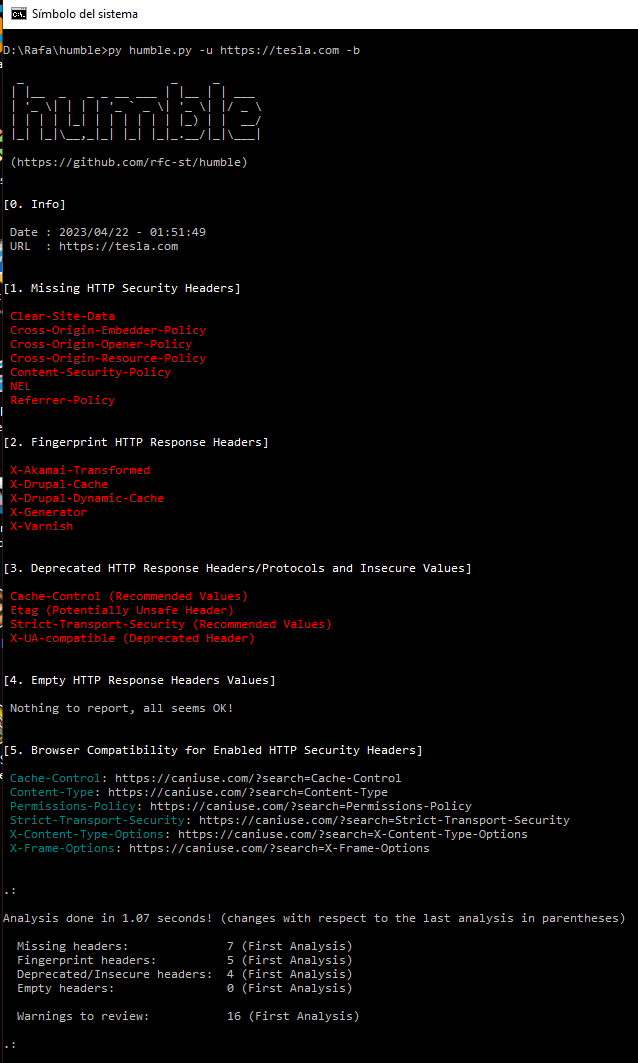 Símbolo del sistema
D:\Rafa\humble>py humble.py -u https://tesla.com -b
humble
(https://github.com/rfc-st/humble)
[0. Info]
Date : 2023/04/22 - 01:51:49
URL  : https://tesla.com
[1. Missing HTTP Security Headers]
Clear-Site-Data
Cross-Origin-Embedder-Policy
Cross-Origin-Opener-Policy
Cross-Origin-Resource-Policy
Content-Security-Policy
NEL
Referrer-Policy
[2. Fingerprint HTTP Response Headers]
X-Akamai-Transformed
X-Drupal-Cache
X-Drupal-Dynamic-Cache
X-Generator
X-Varnish
[3. Deprecated HTTP Response Headers/Protocols and Insecure Values]
Cache-Control (Recommended Values)
Etag (Potentially Unsafe Header)
Strict-Transport-Security (Recommended Values)
X-UA-compatible (Deprecated Header)
[4. Empty HTTP Response Headers Values]
Nothing to report, all seems OK!
[5. Browser Compatibility for Enabled HTTP Security Headers]
Cache-Control: https://caniuse.com/?search=Cache-Control
Content-Type: https://caniuse.com/?search=Content-Type
Permissions-Policy: https://caniuse.com/?search=Permissions-Policy
Strict-Transport-Security: https://caniuse.com/?search=Strict-Transport-Security
X-Content-Type-Options: https://caniuse.com/?search=X-Content-Type-Options
X-Frame-Options: https://caniuse.com/?search=X-Frame-Options
.:
Analysis done in 1.07 seconds! (changes with respect to the last analysis in parentheses)
Missing headers:              7 (First Analysis)
Fingerprint headers:          5 (First Analysis)
Deprecated/Insecure headers:  4 (First Analysis)
Empty headers:                0 (First Analysis)
Warnings to review:           16 (First Analysis)
.: